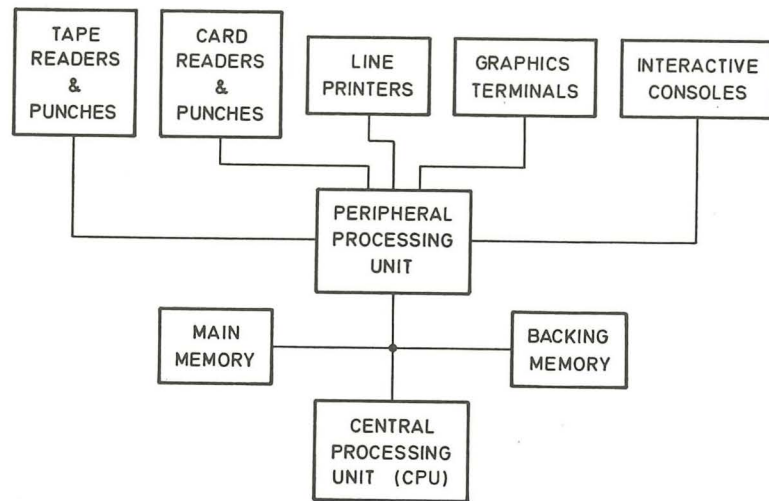 TAPE
READERS
&
PUNCHES
CARD
READERS
&
PUNCHES
LINE
PRINTERS
GRAPHICS
TERMINALS
INTERACTIVE
CONSOLES
PERIPHERAL
PROCESSING
UNIT
MAIN
MEMORY
BACKING
MEMORY
CENTRAL
PROCESSING
UNIT (CPU)